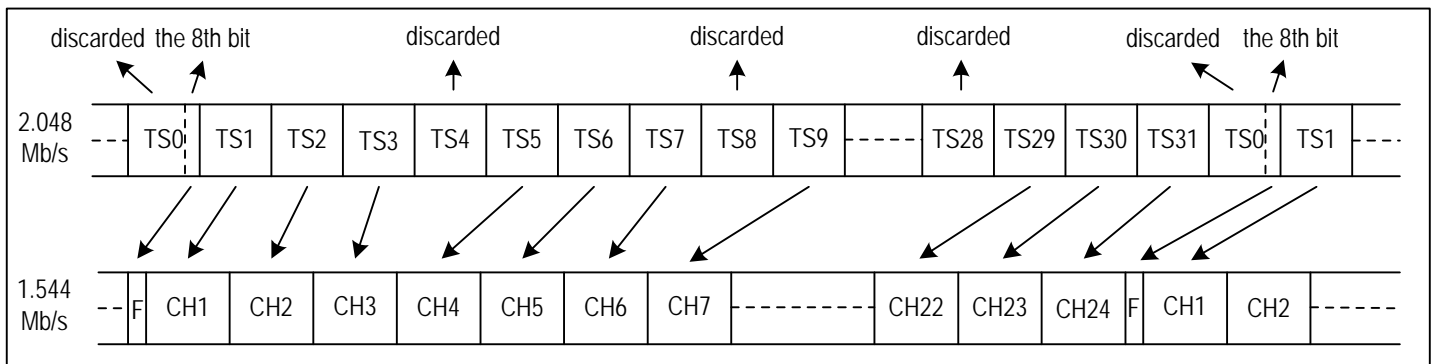 discarded the 8th bit discarded discarded discarded discarded the 8th bit
2.048 Mb/s TS0 TS1 TS2 TS3 TS4 TS5 TS6 TS7 TS8 TS9 TS28 TS29 TS30 TS31 TS0 TS1
1.544 Mb/s F CH1 CH2 CH3 CH4 CH5 CH6 CH7 CH22 CH23 CH24 F CH1 CH2